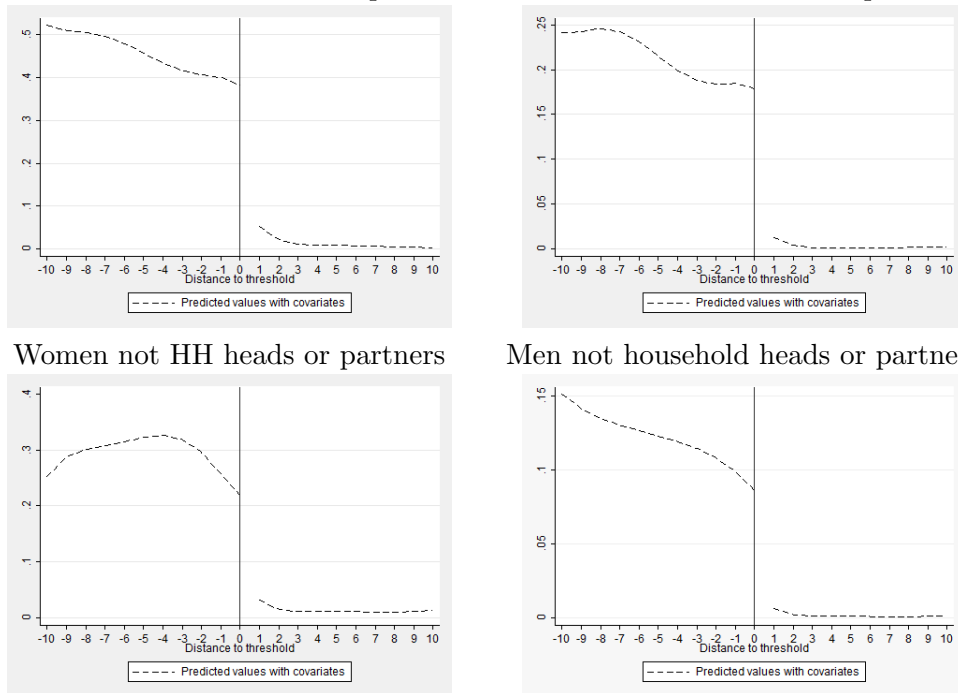 .5
.4
.3
.2
.1
0
-10 -9 -8 -7 -6 -5 -4 -3 -2 -1 0 1 2 3 4 5 6 7 8 9 10
Distance to threshold
Predicted values with covariates
.25
.2
.15
.1
.05
0
-10 -9 -8 -7 -6 -5 -4 -3 -2 -1 0 1 2 3 4 5 6 7 8 9 10
Distance to threshold
Predicted values with covariates
Women not HH heads or partners
Men not household heads or partne
.4
.3
.2
.1
0
-10 -9 -8 -7 -6 -5 -4 -3 -2 -1 0 1 2 3 4 5 6 7 8 9 10
Distance to threshold
Predicted values with covariates
.15
.1
.05
0
-10 -9 -8 -7 -6 -5 -4 -3 -2 -1 0 1 2 3 4 5 6 7 8 9 10
Distance to threshold
Predicted values with covariates